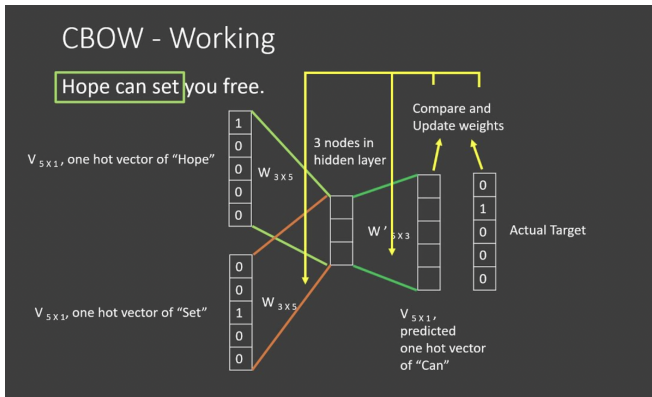 CBOW - Working
Hope can set you free.
Compare and
Update weights
3 nodes in
hidden layer
V 5 X 1, one hot vector of “Hope”
1
0
0
0
0
W 3 X 5
W ’ 5 X 3
0
1
0
0
0
Actual Target
V 5 X 1, one hot vector of “Set”
0
0
1
0
0
W 3 X 5
V 5 X 1,
predicted
one hot vector
of “Can”